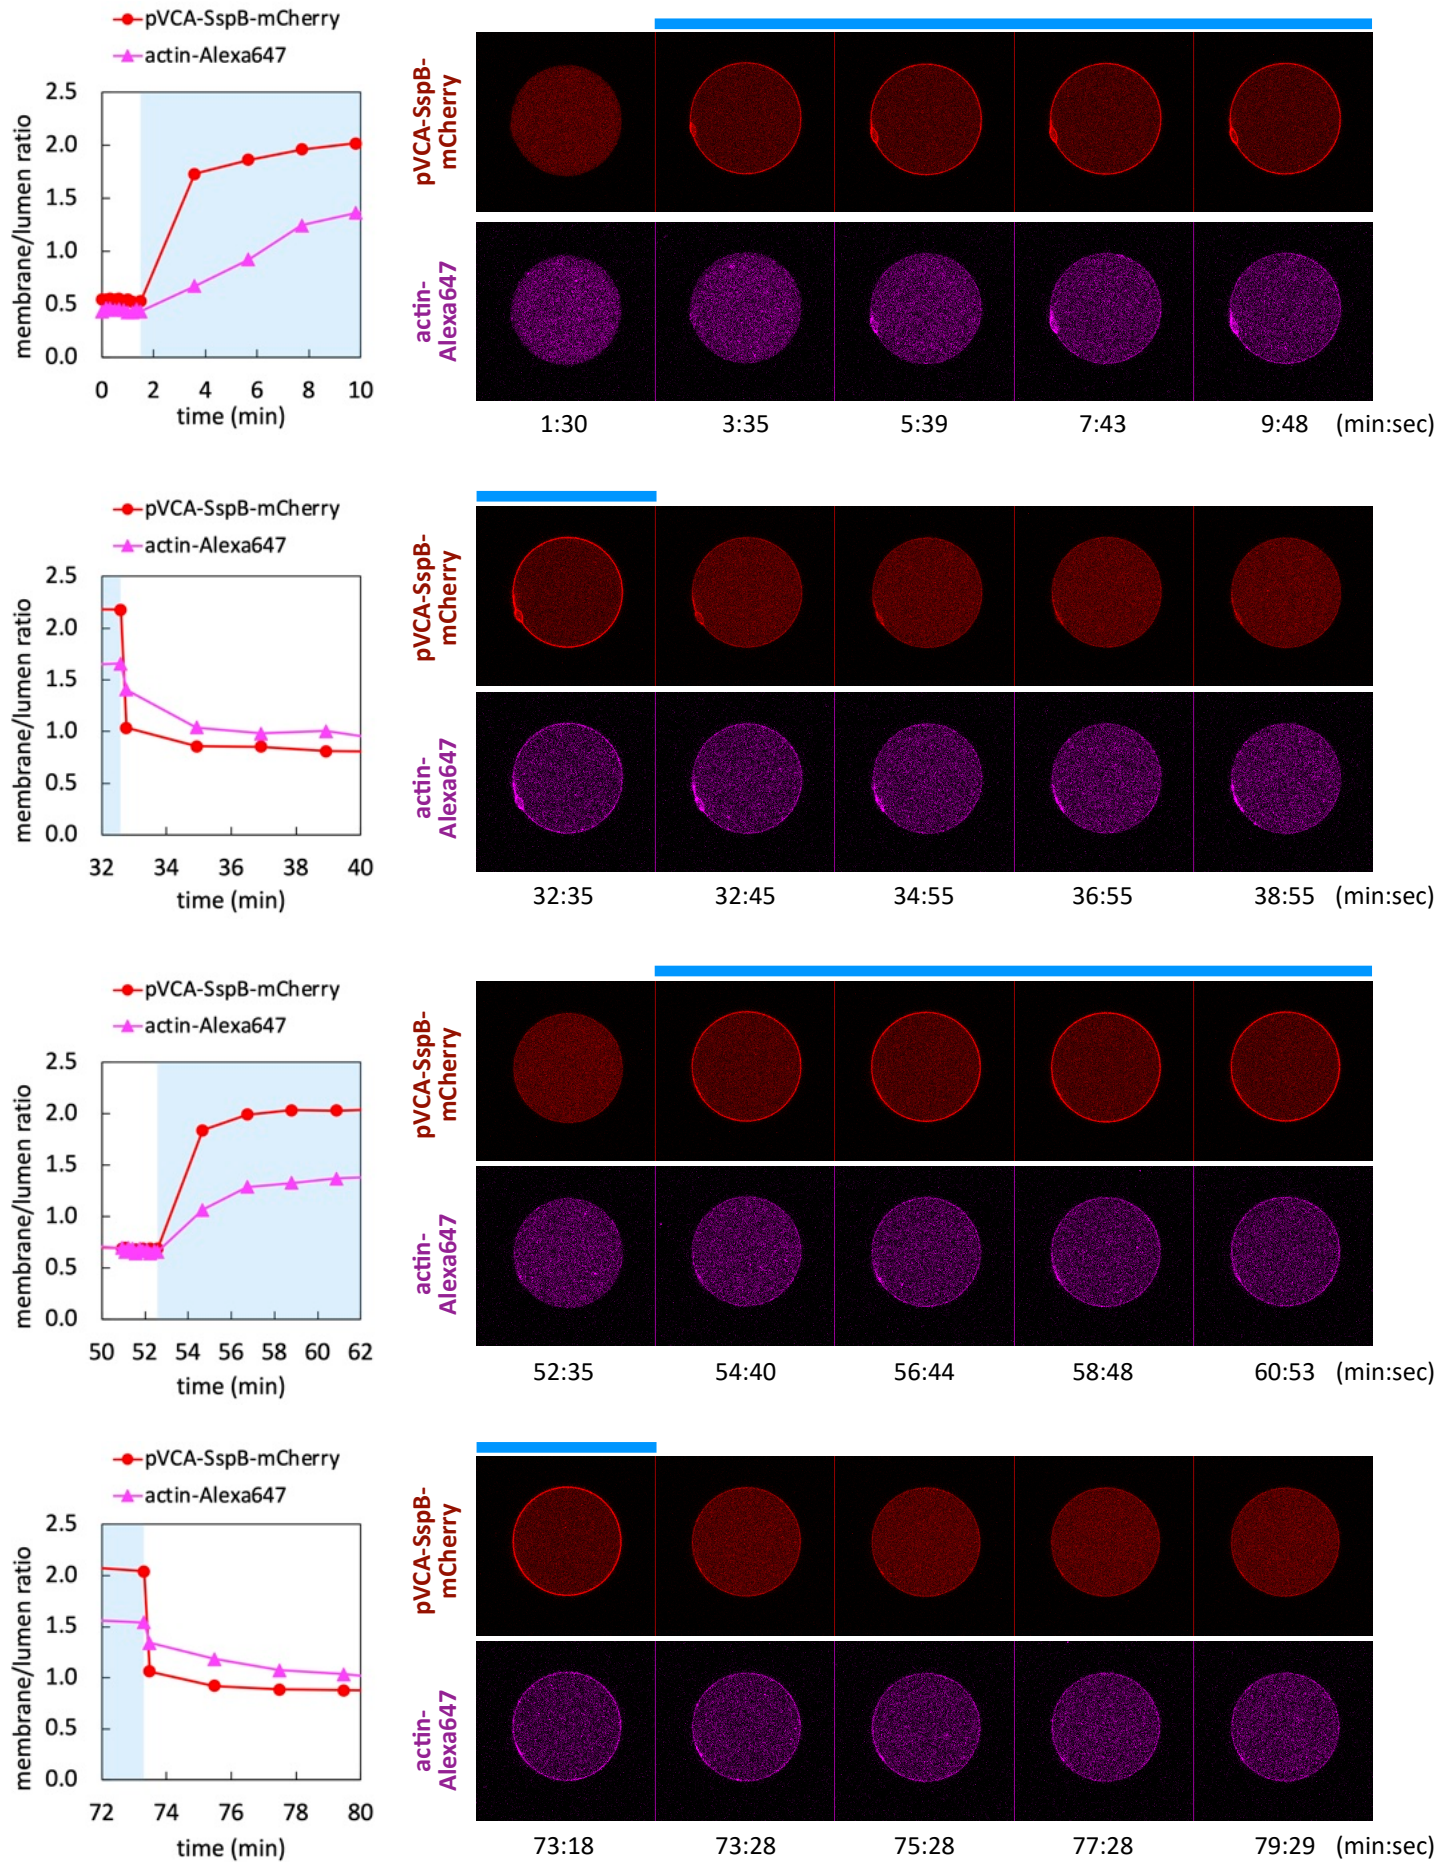 pVCA-SspB-mCherry
actin-Alexa647
membrane/lumen ratio
2.5
2.0
1.5
1.0
0.5
0.0
0 2 4 6 8 10
time (min)
pVCA-SspB-
mCherry
actin-
Alexa647
1:30 3:35 5:39 7:43 9:48 (min:sec)
pVCA-SspB-mCherry
actin-Alexa647
membrane/lumen ratio
2.5
2.0
1.5
1.0
0.5
0.0
32 34 36 38 40
time (min)
pVCA-SspB-
mCherry
actin-
Alexa647
32:35 32:45 34:55 36:55 38:55 (min:sec)
pVCA-SspB-mCherry
actin-Alexa647
membrane/lumen ratio
2.5
2.0
1.5
1.0
0.5
0.0
50 52 54 56 58 60 62
time (min)
pVCA-SspB-
mCherry
actin-
Alexa647
52:35 54:40 56:44 58:48 60:53 (min:sec)
pVCA-SspB-mCherry
actin-Alexa647
membrane/lumen ratio
2.5
2.0
1.5
1.0
0.5
0.0
72 74 76 78 80
time (min)
pVCA-SspB-
mCherry
actin-
Alexa647
73:18 73:28 75:28 77:28 79:29 (min:sec)